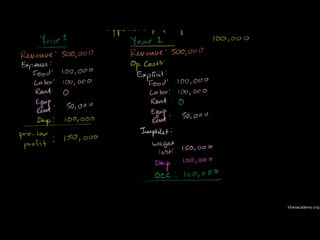 Year 1
Revenue: 500,000
Expenses:
Food: 100,000
Labor: 100,000
Rent 0
Equip Rent: 50,000
Dep: 100,000
pre-tax profit: 150,000
Year 1
100,000
Revenue: 500,000
Op Costs:
Explicit:
Food: 100,000
Labor: 100,000
Rent 0
Equip Rent: 50,000
Implicit:
wages lost: 150,000
Dep 100,000
OCC: 100,000
khanacademy.org